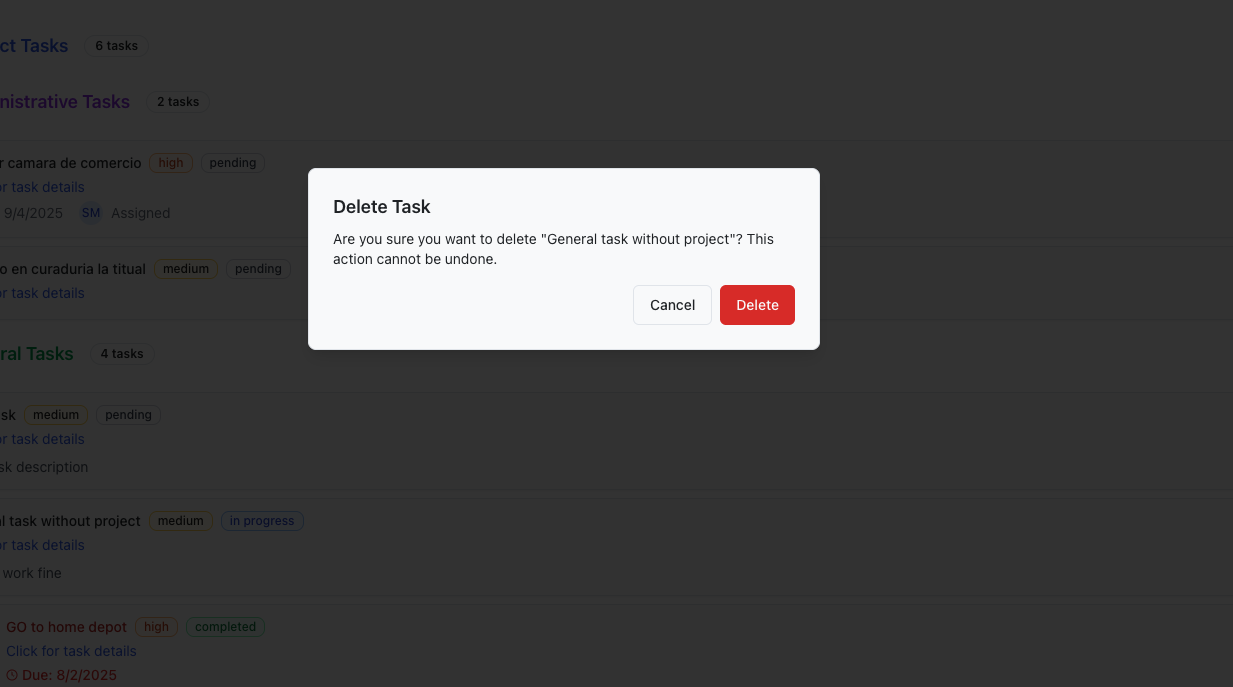 ct Tasks 6 tasks
nistrative Tasks 2 tasks
r camara de comercio high pending
or task details
9/4/2025 SM Assigned
Delete Task
Are you sure you want to delete "General task without project"? This
action cannot be undone.
Cancel Delete
o en curaduria la titual medium pending
or task details
ral Tasks 4 tasks
sk medium pending
or task details
sk description
l task without project medium in progress
or task details
work fine
GO to home depot high completed
Click for task details
Due: 8/2/2025